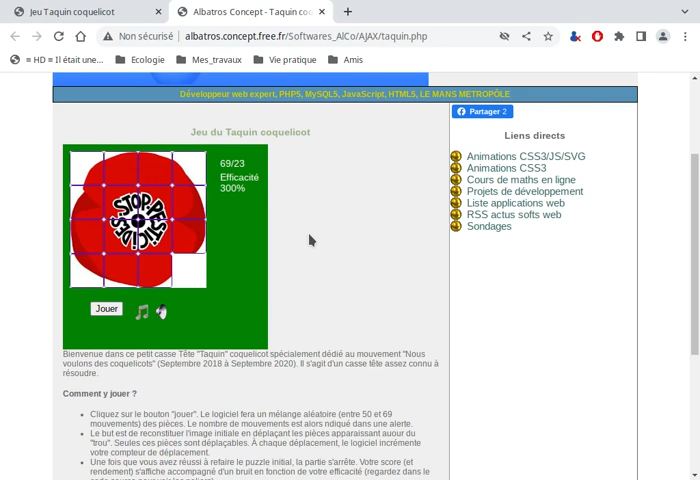 Jeu Taquin coquelicot
Albatros Concept - Taquin coc
Non sécurisé
albatros.concept.free.fr/Softwares_AlCo/AJAX/taquin.php
= HD = Il était une...
Ecologie
Mes_travaux
Vie pratique
Amis
Développeur web expert, PHP5, MySQL5, JavaScript, HTML5, LE MANS METROPÔLE
Partager 2
Jeu du Taquin coquelicot
69/23
Efficacité
300%
STOP PESTICIDES
Jouer
Liens directs
Animations CSS3/JS/SVG
Animations CSS3
Cours de maths en ligne
Projets de développement
Liste applications web
RSS actus softs web
Sondages
Bienvenue dans ce petit casse Tête "Taquin" coquelicot spécialement dédié au mouvement "Nous
voulons des coquelicots" (Septembre 2018 à Septembre 2020). Il s'agit d'un casse tête assez connu à
résoudre.
Comment y jouer ?
Cliquez sur le bouton "jouer". Le logiciel fera un mélange aléatoire (entre 50 et 69
mouvements) des pièces. Le nombre de mouvements est alors ndiqué dans une alerte.
Le but est de reconstituer l'image initiale en déplaçant les pièces apparaissant auour du
"trou". Seules ces pièces sont déplaçables. À chaque déplacement, le logiciel incrémente
votre compteur de déplacement.
Une fois que vous avez réussi à refaire le puzzle initial, la partie s'arrête. Votre score (et
rendement) s'affiche accompagné d'un bruit en fonction de votre efficacité (regardez dans le